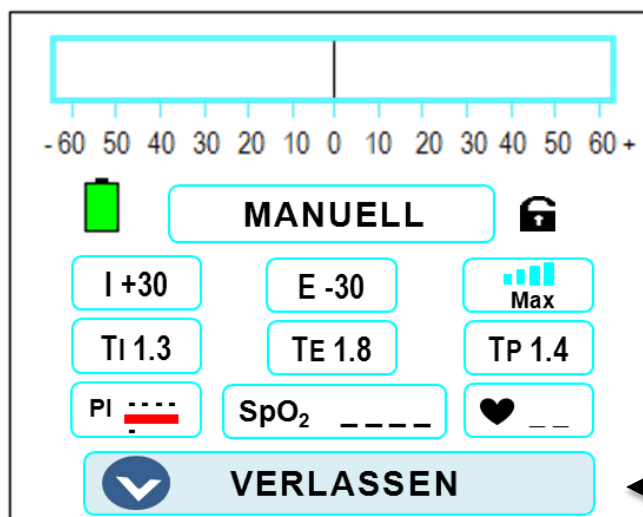 - 60 50 40 30 20 10 0 10 20 30 40 50 60 +
MANUELL
I +30 E -30 Max
TI 1.3 TE 1.8 TP 1.4
PI ---- - SpO₂ _ _ _ _ _ _
VERLASSEN